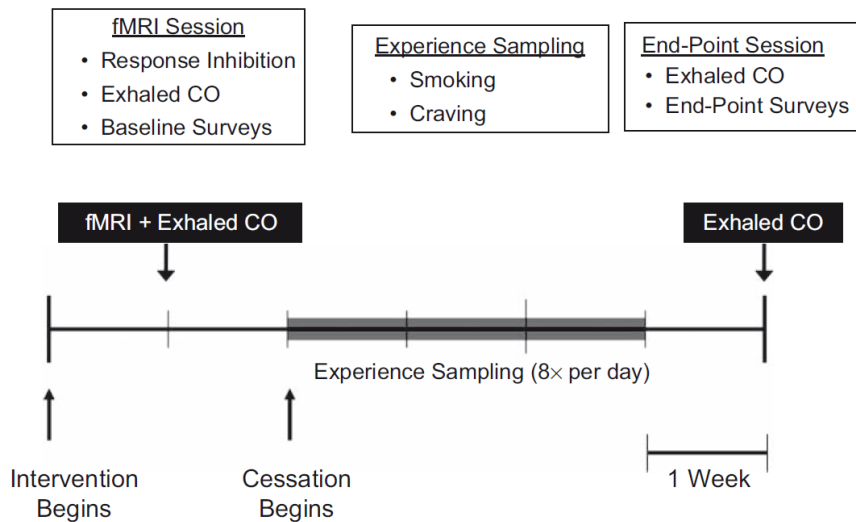 fMRI Session
• Response Inhibition
• Exhaled CO
• Baseline Surveys
Experience Sampling
• Smoking
• Craving
End-Point Session
• Exhaled CO
• End-Point Surveys
fMRI + Exhaled CO
Exhaled CO
Experience Sampling (8× per day)
Intervention
Begins
Cessation
Begins
1 Week